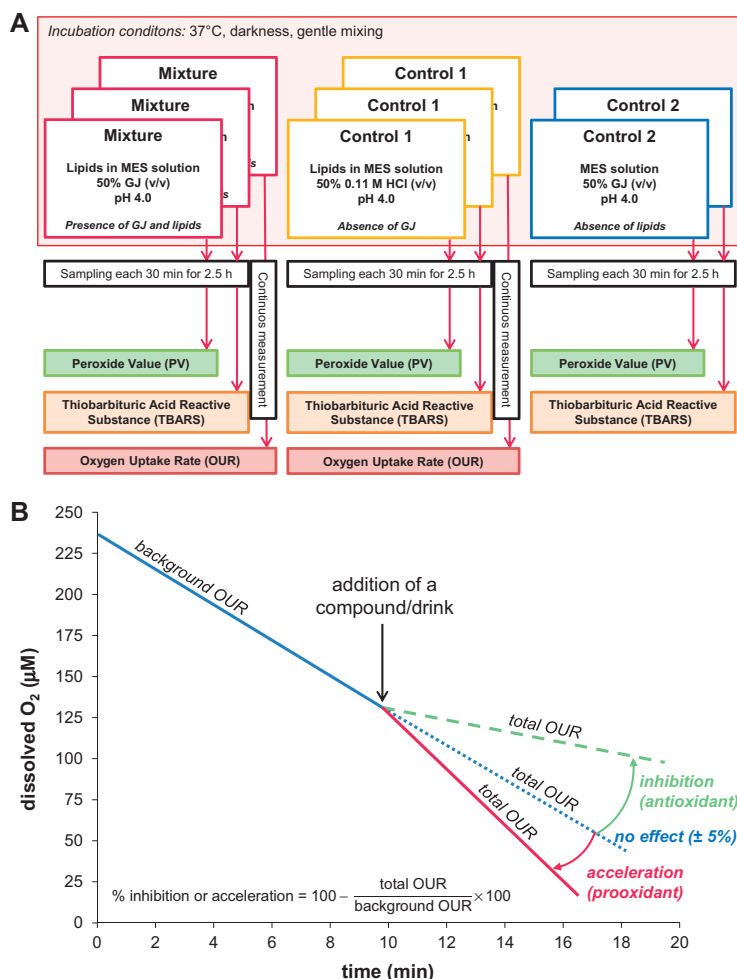 A
Incubation conditons: 37°C, darkness, gentle mixing
Mixture
Mixture
Mixture
Lipids in MES solution
50% GJ (v/v)
pH 4.0
Presence of GJ and lipids
Control 1
Control 1
Control 1
Lipids in MES solution
50% 0.11 M HCl (v/v)
pH 4.0
Absence of GJ
Control 2
Control 2
MES solution
50% GJ (v/v)
pH 4.0
Absence of lipids
Sampling each 30 min for 2.5 h
Continuos measurement
Sampling each 30 min for 2.5 h
Continuos measurement
Sampling each 30 min for 2.5 h
Peroxide Value (PV)
Peroxide Value (PV)
Peroxide Value (PV)
Thiobarbituric Acid Reactive
Substance (TBARS)
Thiobarbituric Acid Reactive
Substance (TBARS)
Thiobarbituric Acid Reactive
Substance (TBARS)
Oxygen Uptake Rate (OUR)
Oxygen Uptake Rate (OUR)
B
250
225
200
175
150
125
100
75
50
25
0
dissolved O₂ (µM)
background OUR
addition of a
compound/drink
total OUR
total OUR
total OUR
inhibition
(antioxidant)
no effect (± 5%)
acceleration
(prooxidant)
% inhibition or acceleration = 100 − total OUR / background OUR × 100
0 2 4 6 8 10 12 14 16 18 20
time (min)